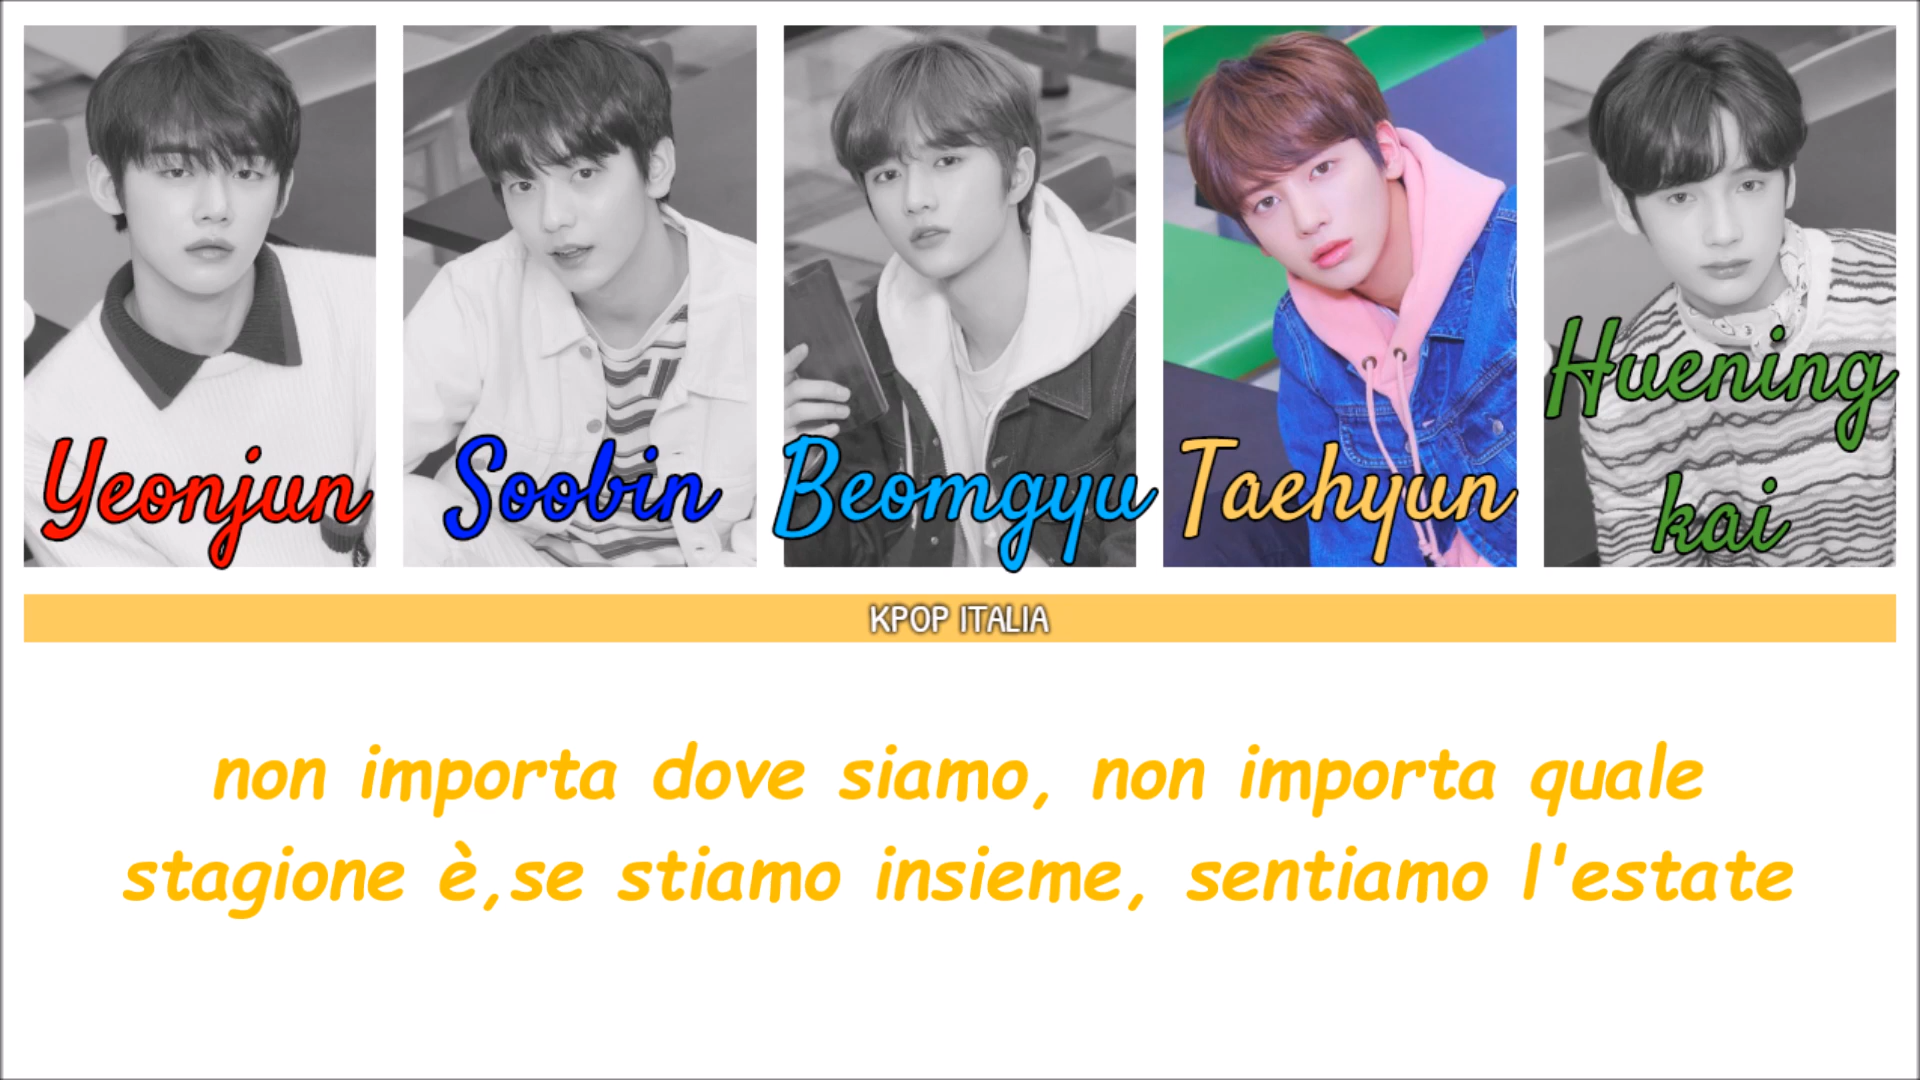 Yeonjun
Soobin
Beomgyu
Taehyun
Huening
kai
KPOP ITALIA
non importa dove siamo, non importa quale
stagione è,se stiamo insieme, sentiamo l'estate